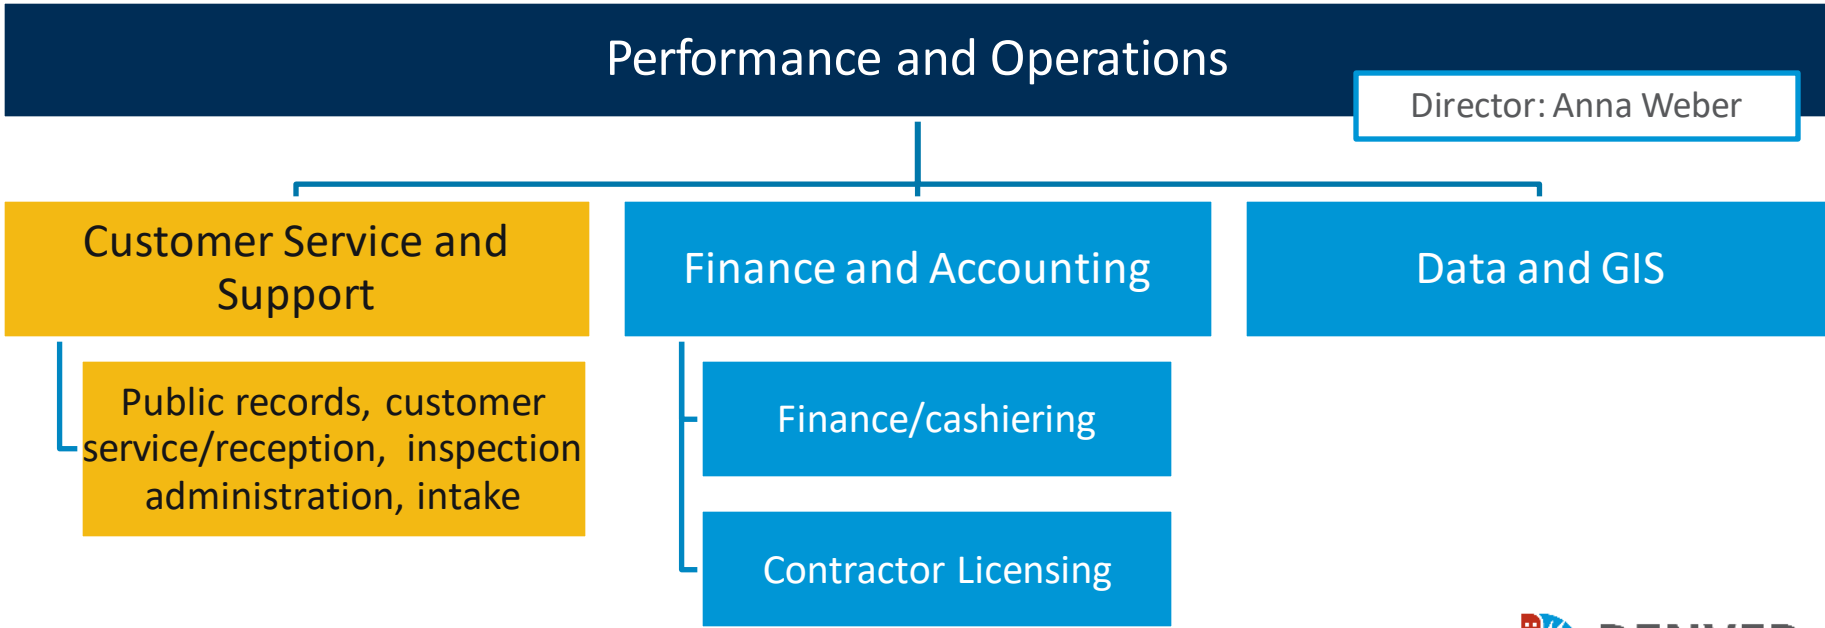 Performance and Operations
Director: Anna Weber
Customer Service and
Support
Finance and Accounting
Data and GIS
Public records, customer
service/reception, inspection
administration, intake
Finance/cashiering
Contractor Licensing
DENVER